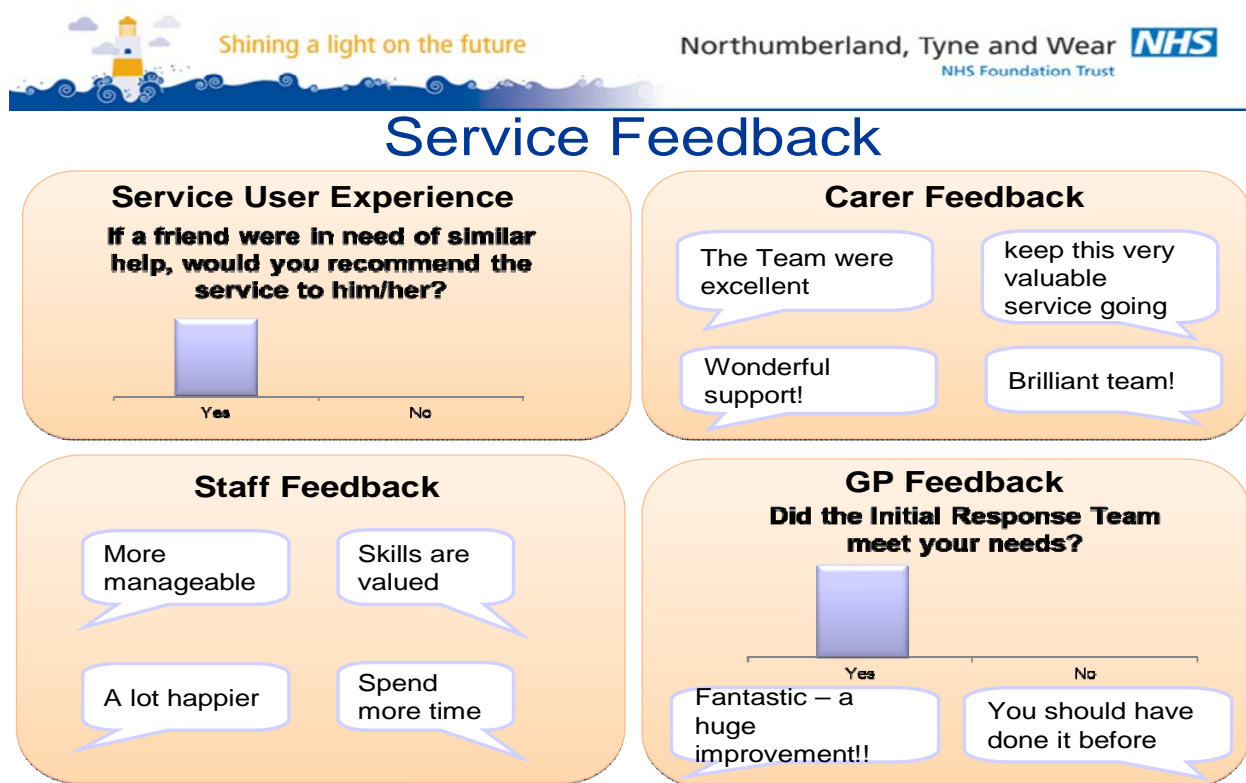 Shining a light on the future
Northumberland, Tyne and Wear NHS
NHS Foundation Trust
Service Feedback
Service User Experience
If a friend were in need of similar
help, would you recommend the
service to him/her?
Yes
No
Carer Feedback
The Team were
excellent
keep this very
valuable
service going
Wonderful
support!
Brilliant team!
Staff Feedback
More
manageable
Skills are
valued
A lot happier
Spend
more time
GP Feedback
Did the Initial Response Team
meet your needs?
Yes
No
Fantastic – a
huge
improvement!!
You should have
done it before